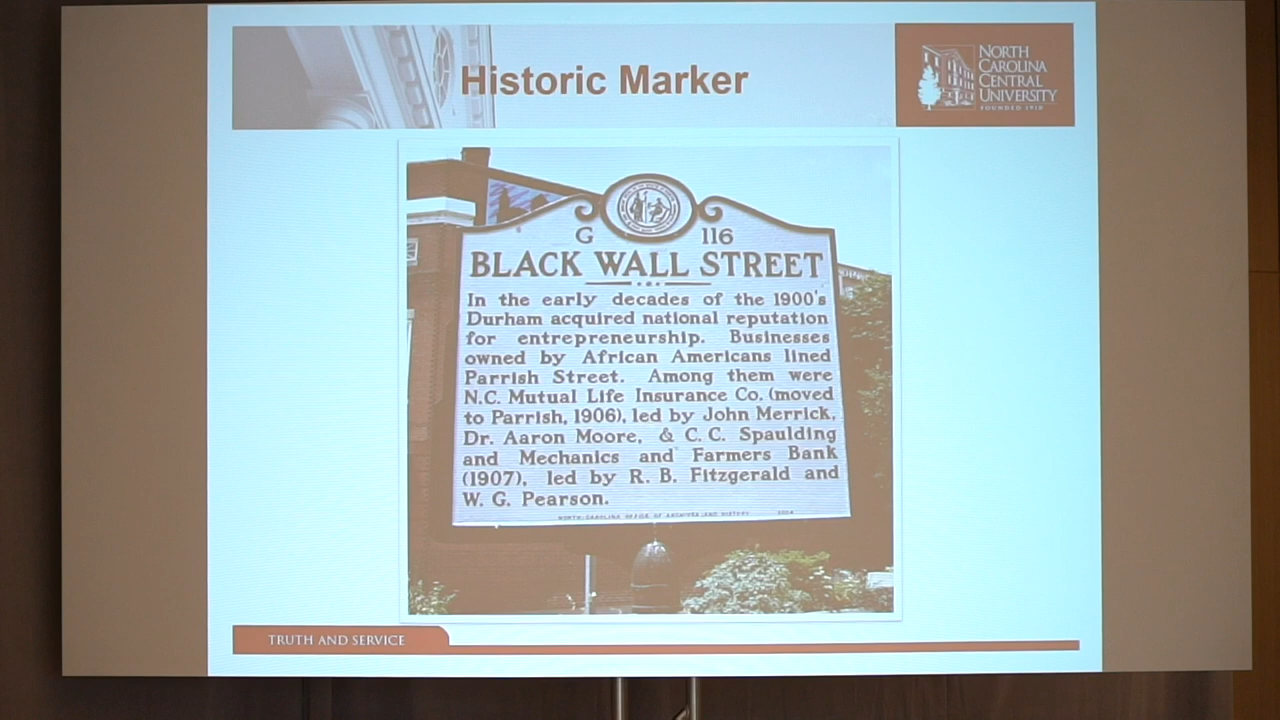 Historic Marker
NORTH
CAROLINA
CENTRAL
UNIVERSITY
FOUNDED 1910
G 116
BLACK WALL STREET
In the early decades of the 1900's
Durham acquired national reputation
for entrepreneurship. Businesses
owned by African Americans lined
Parrish Street. Among them were
N.C. Mutual Life Insurance Co. (moved
to Parrish, 1906), led by John Merrick,
Dr. Aaron Moore, & C. C. Spaulding
and Mechanics and Farmers Bank
(1907), led by R. B. Fitzgerald and
W. G. Pearson.
NORTH CAROLINA OFFICE OF ARCHIVES AND HISTORY 2004
TRUTH AND SERVICE